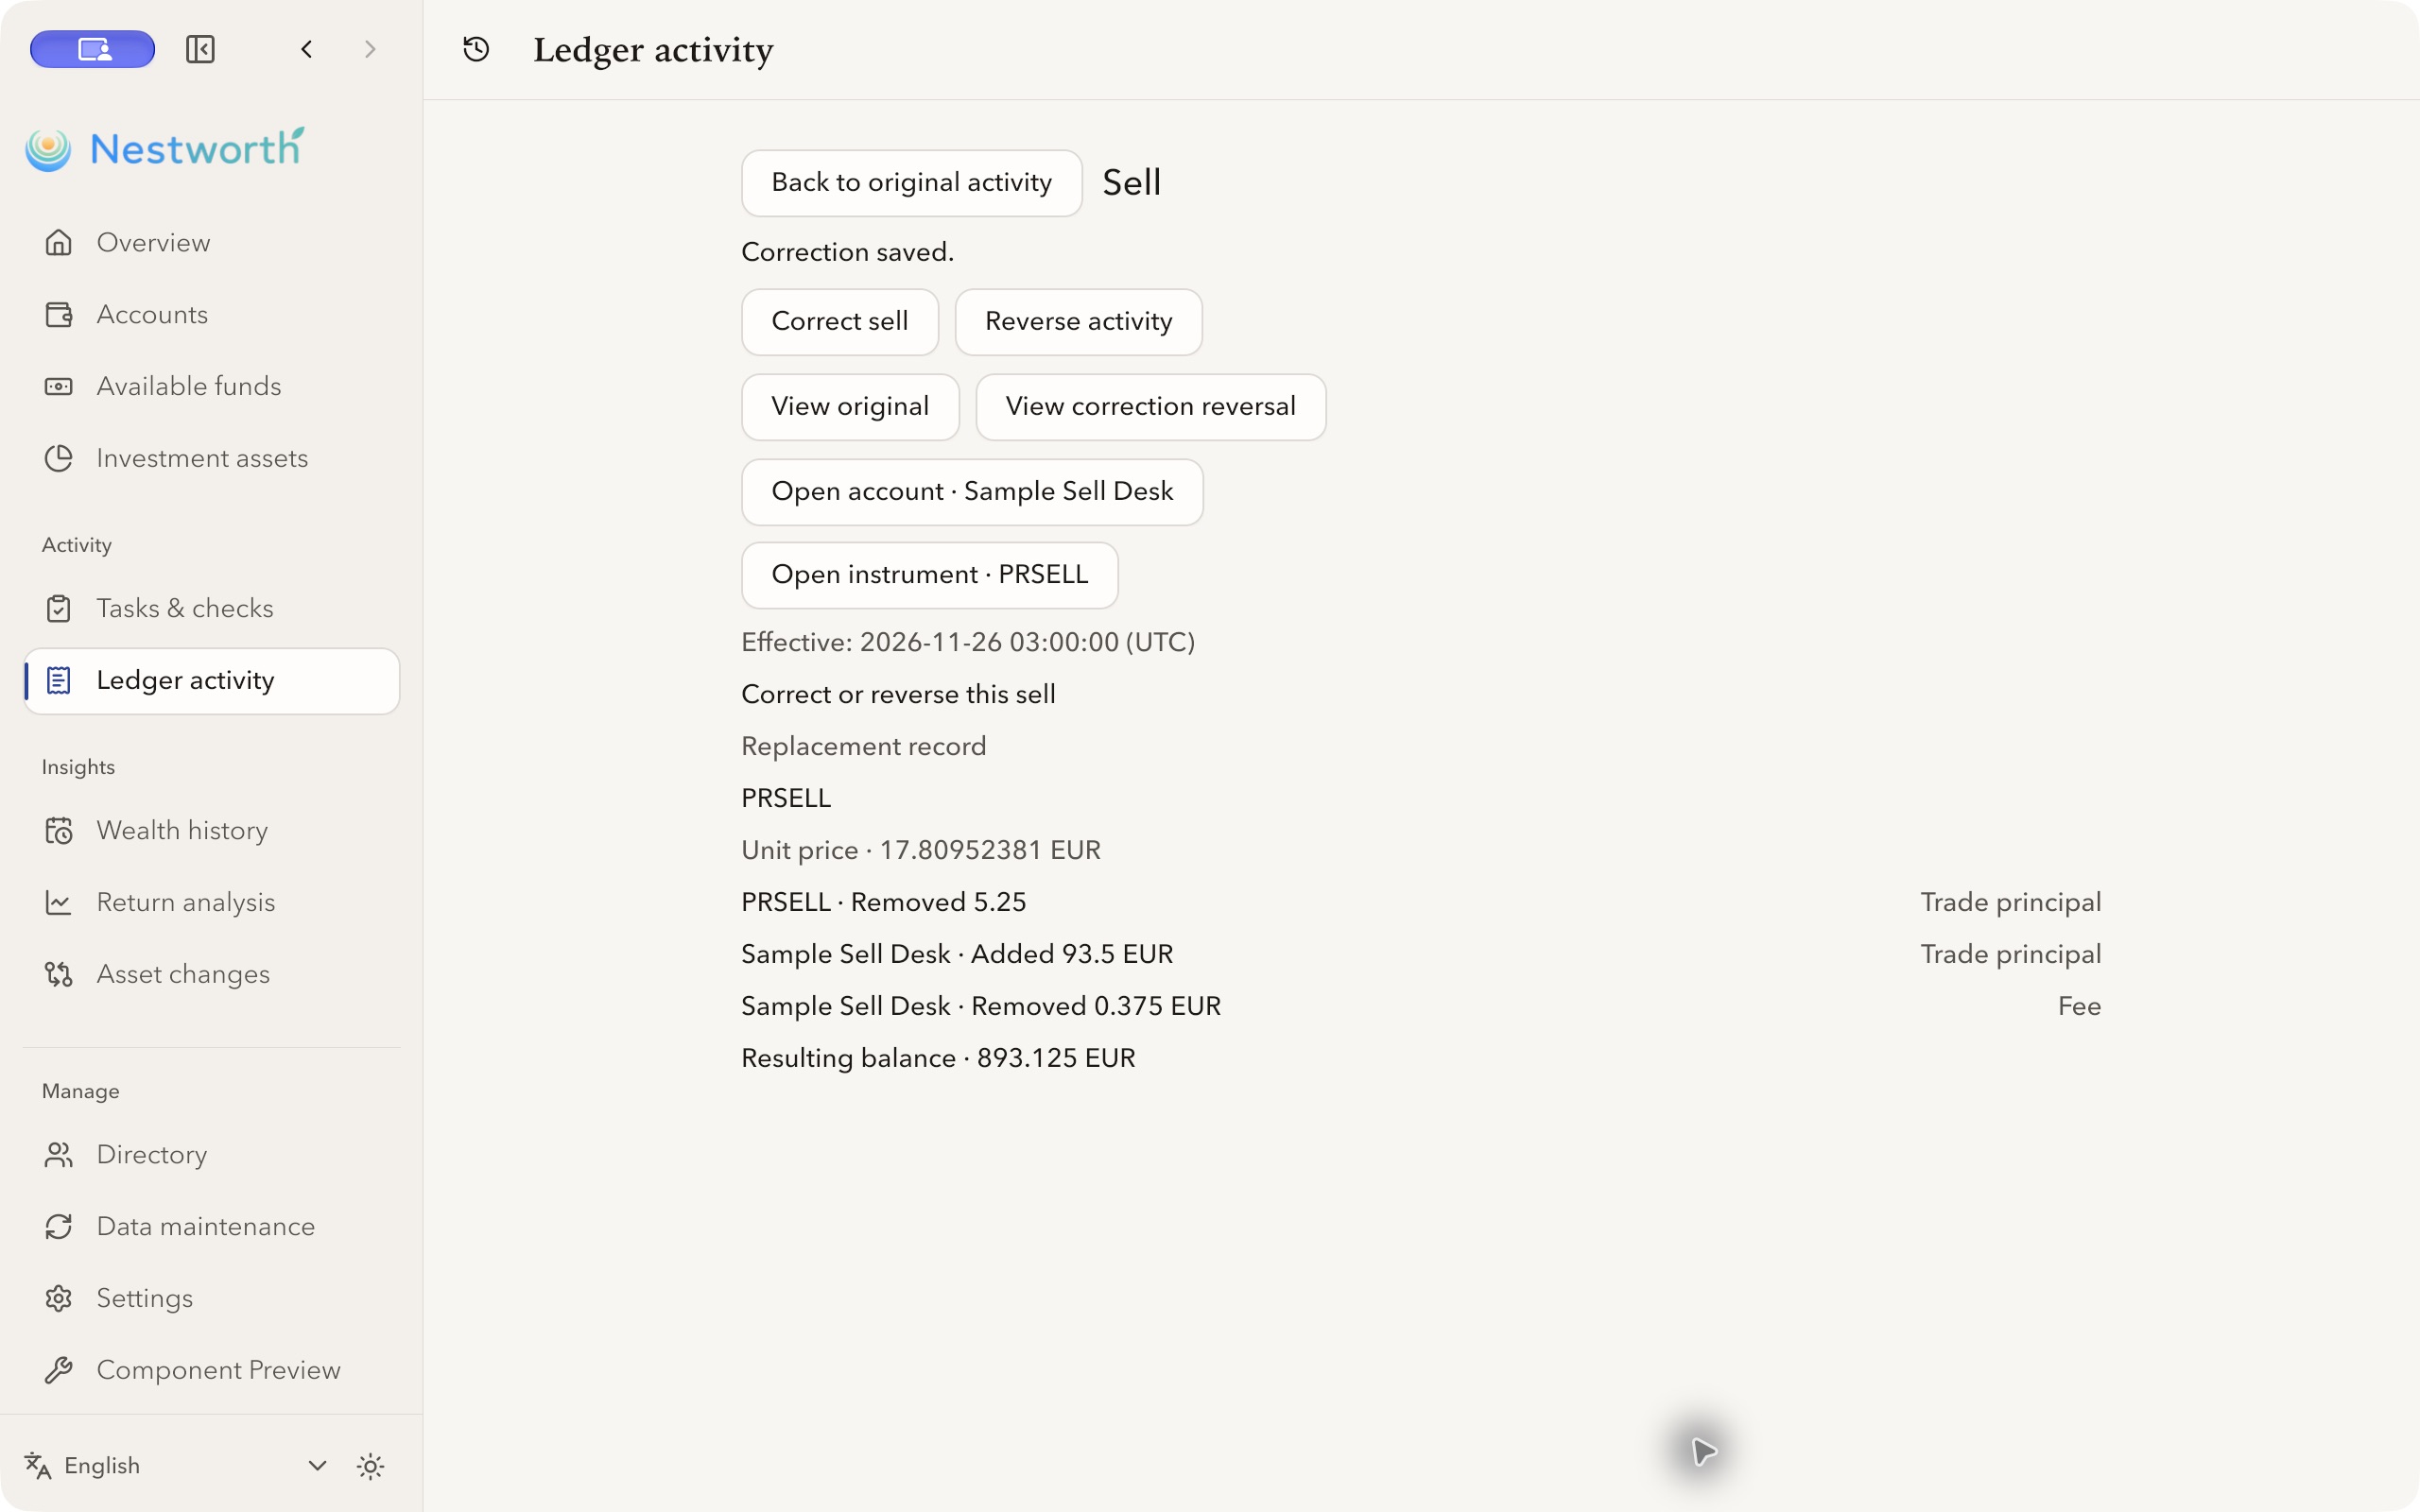 Ledger activity
Nestworth
Overview
Accounts
Available funds
Investment assets
Activity
Tasks & checks
Ledger activity
Insights
Wealth history
Return analysis
Asset changes
Manage
Directory
Data maintenance
Settings
Component Preview
English
Back to original activity Sell
Correction saved.
Correct sell Reverse activity
View original View correction reversal
Open account · Sample Sell Desk
Open instrument · PRSELL
Effective: 2026-11-26 03:00:00 (UTC)
Correct or reverse this sell
Replacement record
PRSELL
Unit price · 17.80952381 EUR
PRSELL · Removed 5.25 Trade principal
Sample Sell Desk · Added 93.5 EUR Trade principal
Sample Sell Desk · Removed 0.375 EUR Fee
Resulting balance · 893.125 EUR